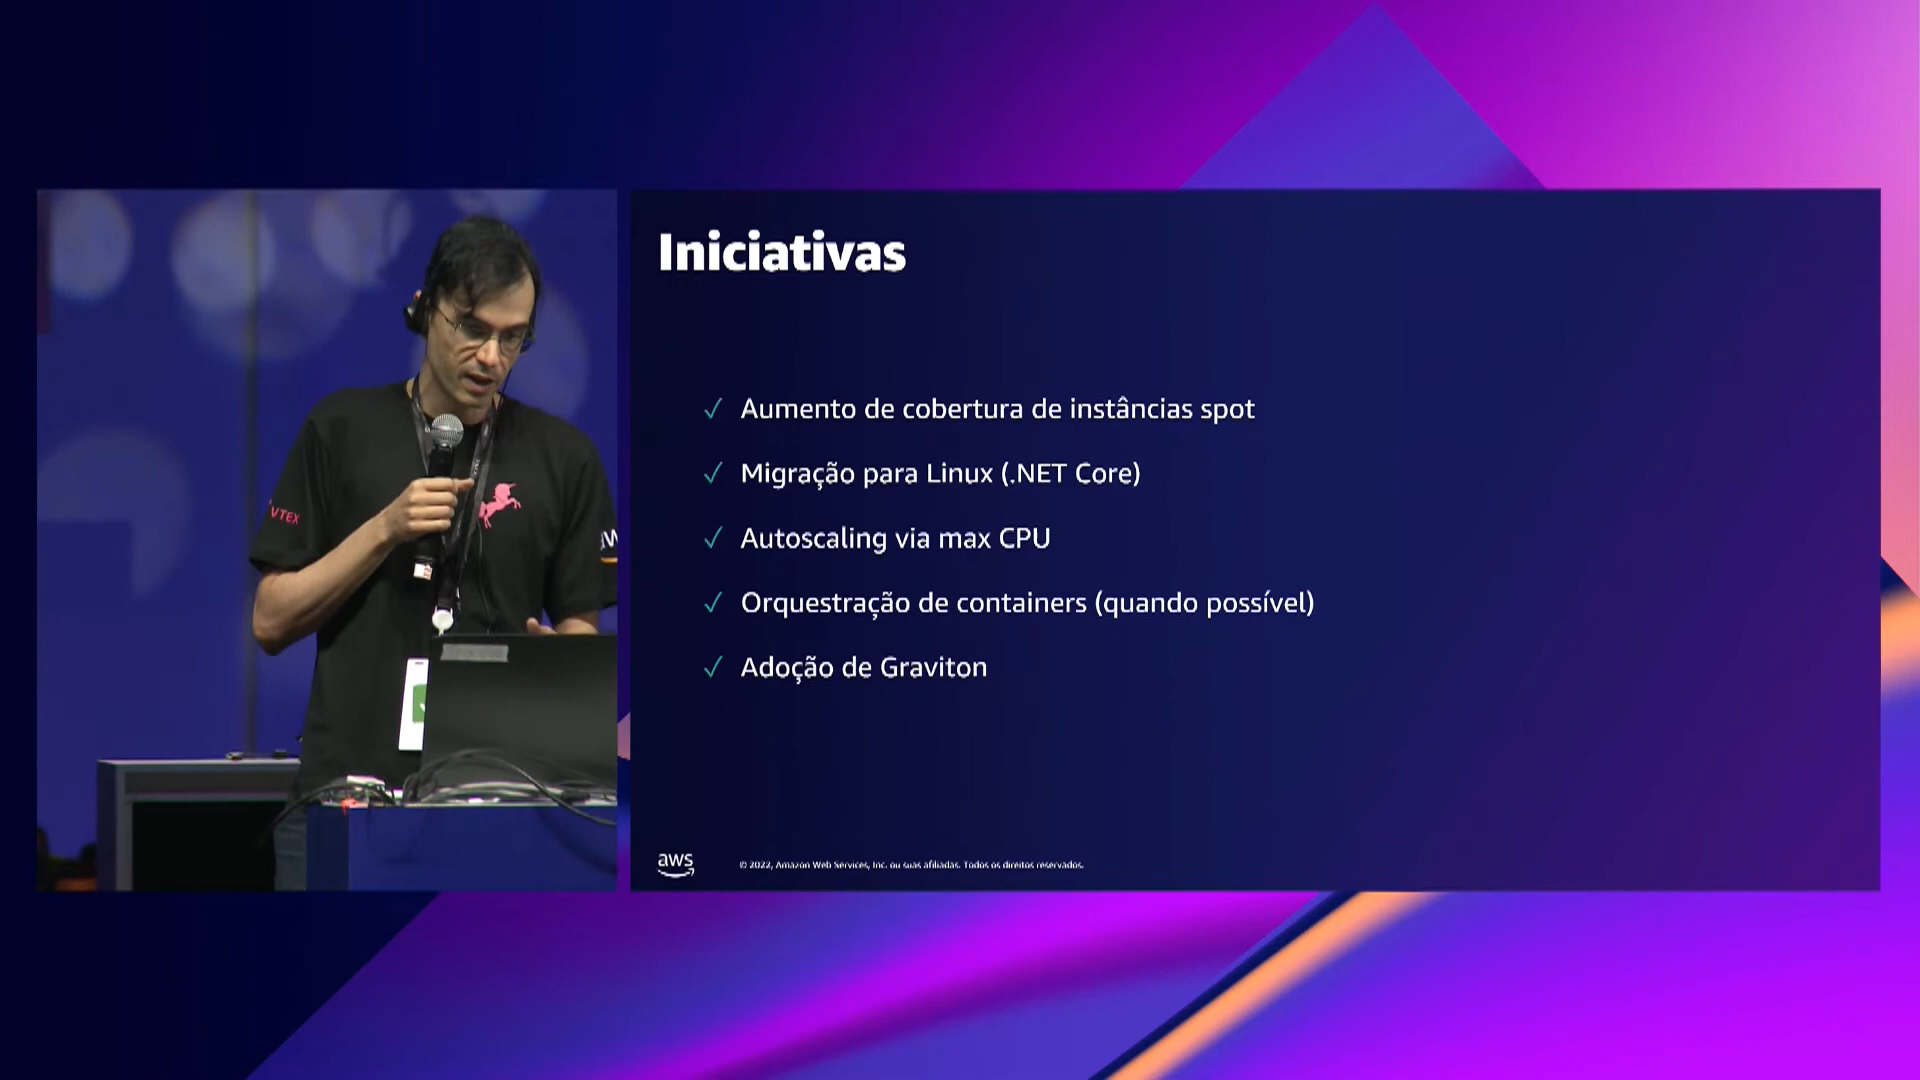 Iniciativas
✓ Aumento de cobertura de instâncias spot
✓ Migração para Linux (.NET Core)
✓ Autoscaling via max CPU
✓ Orquestração de containers (quando possível)
✓ Adoção de Graviton
aws
© 2022, Amazon Web Services, Inc. ou suas afiliadas. Todos os direitos reservados.
VTEX